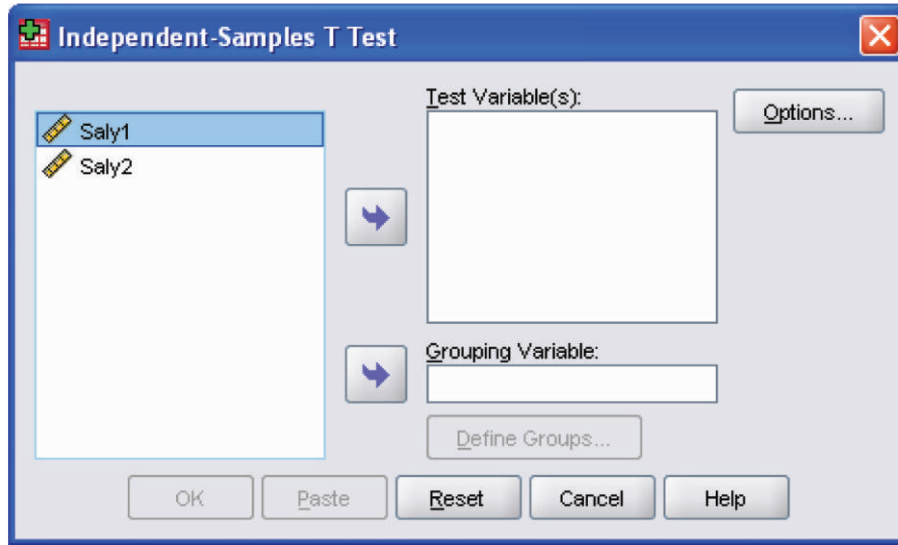 Independent-Samples T Test
Saly1
Saly2
Test Variable(s):
Options...
Grouping Variable:
Define Groups...
OK
Paste
Reset
Cancel
Help